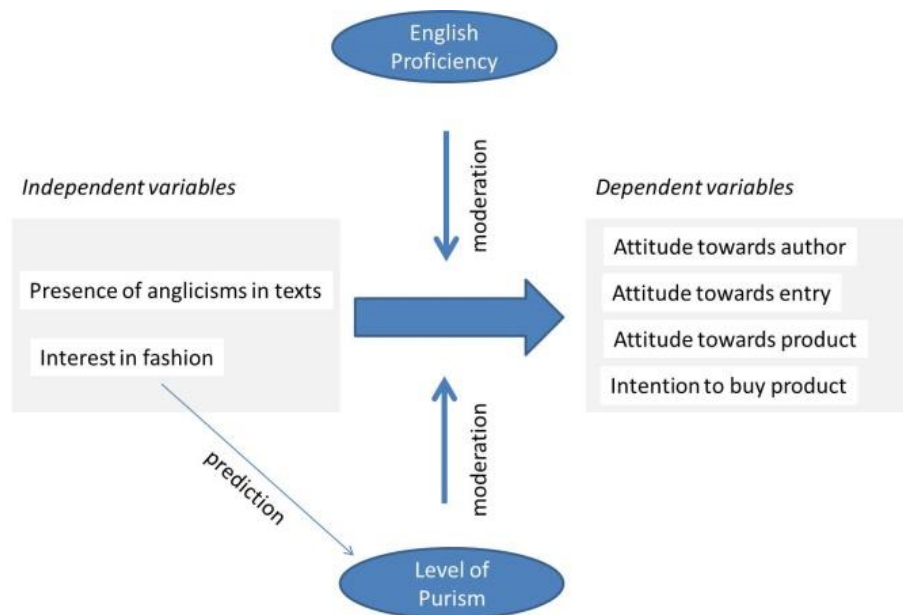 English
Proficiency
moderation
Independent variables
Dependent variables
Presence of anglicisms in texts
Interest in fashion
Attitude towards author
Attitude towards entry
Attitude towards product
Intention to buy product
prediction
moderation
Level of
Purism